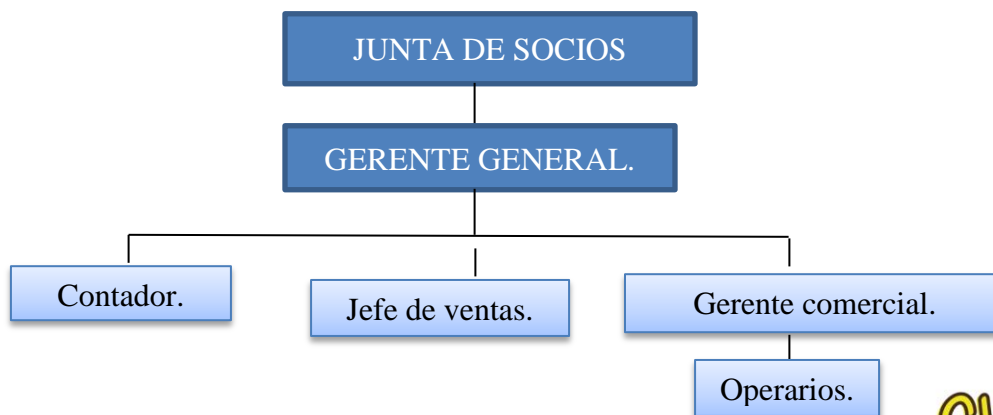 JUNTA DE SOCIOS
GERENTE GENERAL.
Contador.
Jefe de ventas.
Gerente comercial.
Operarios.